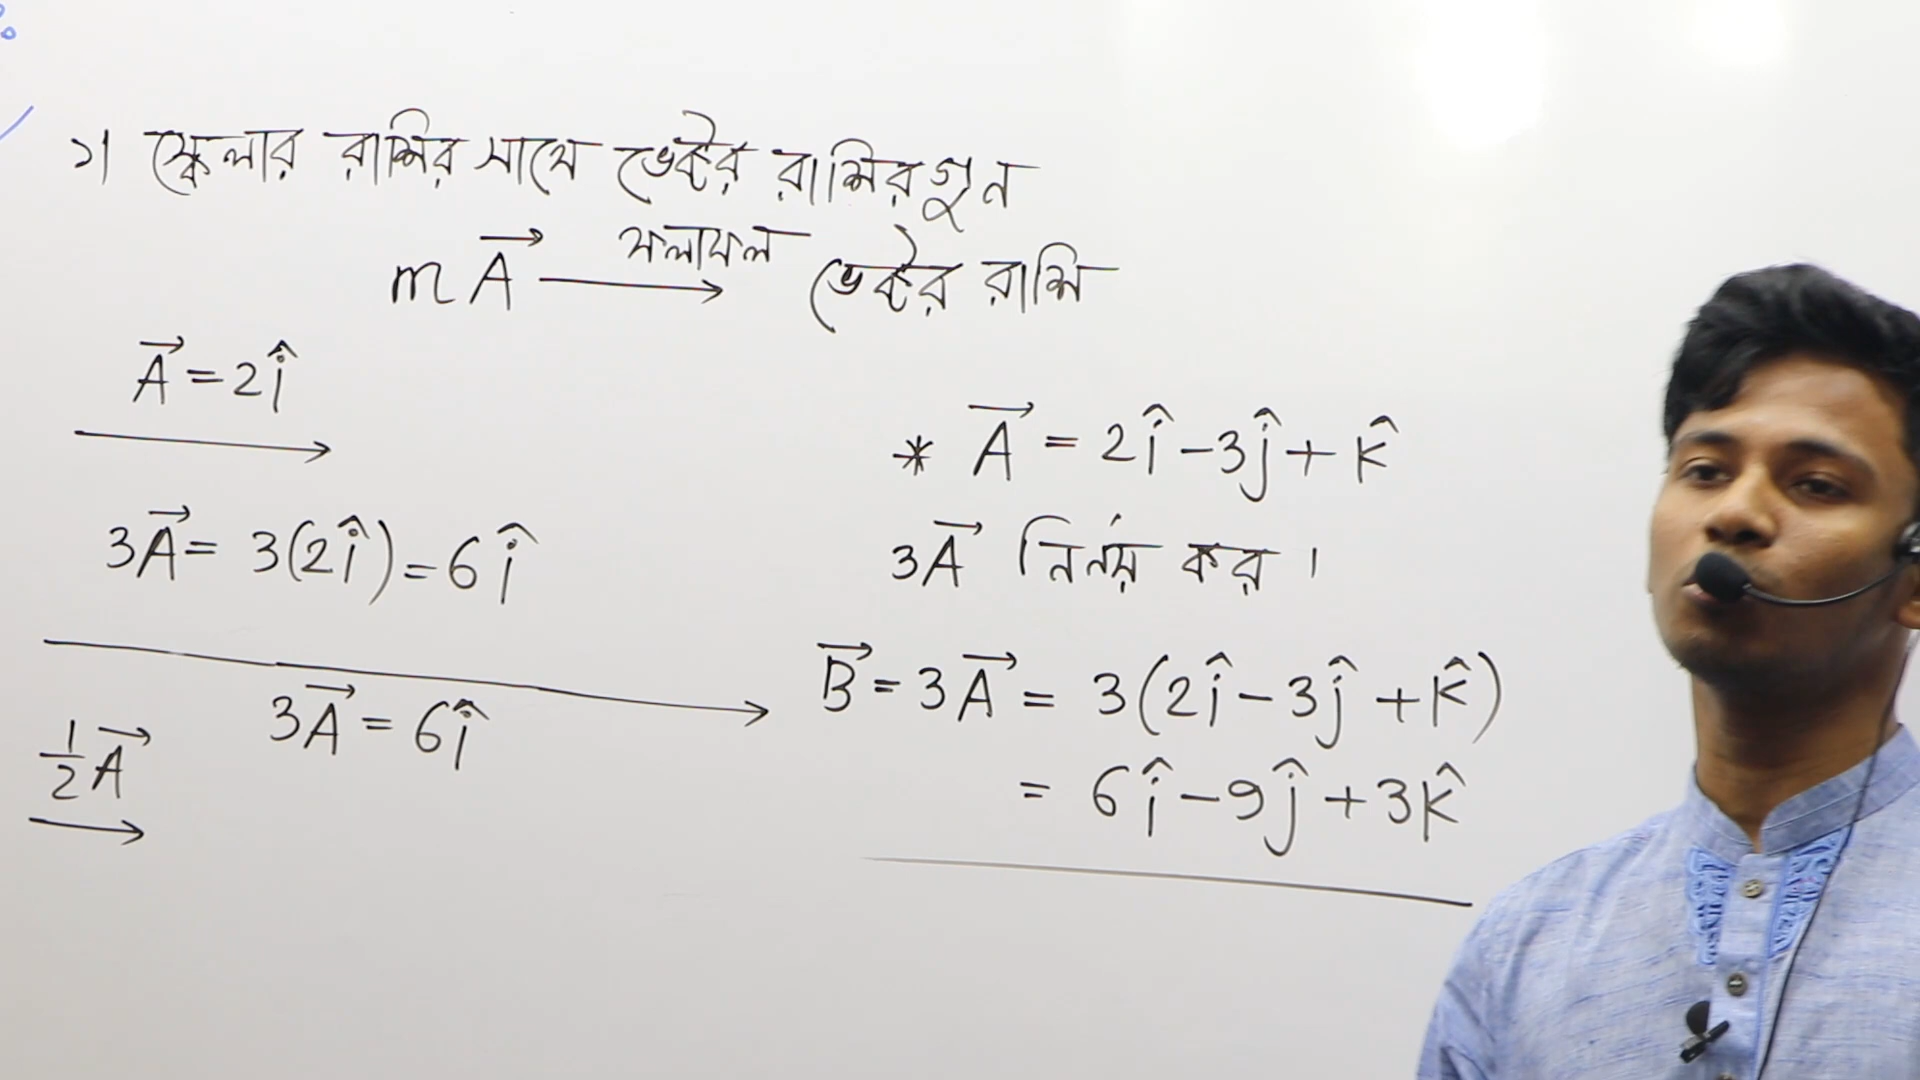 ১। স্কেলার রাশির সাথে ভেক্টর রাশির গুন
mA⃗ ⟶ ফলাফল ভেক্টর রাশি
A⃗ = 2î
3A⃗ = 3(2î) = 6î
3A⃗ = 6î
½A⃗
* A⃗ = 2î − 3ĵ + k̂
3A⃗ নির্নয় কর।
B⃗ = 3A⃗ = 3(2î − 3ĵ + k̂)
= 6î − 9ĵ + 3k̂